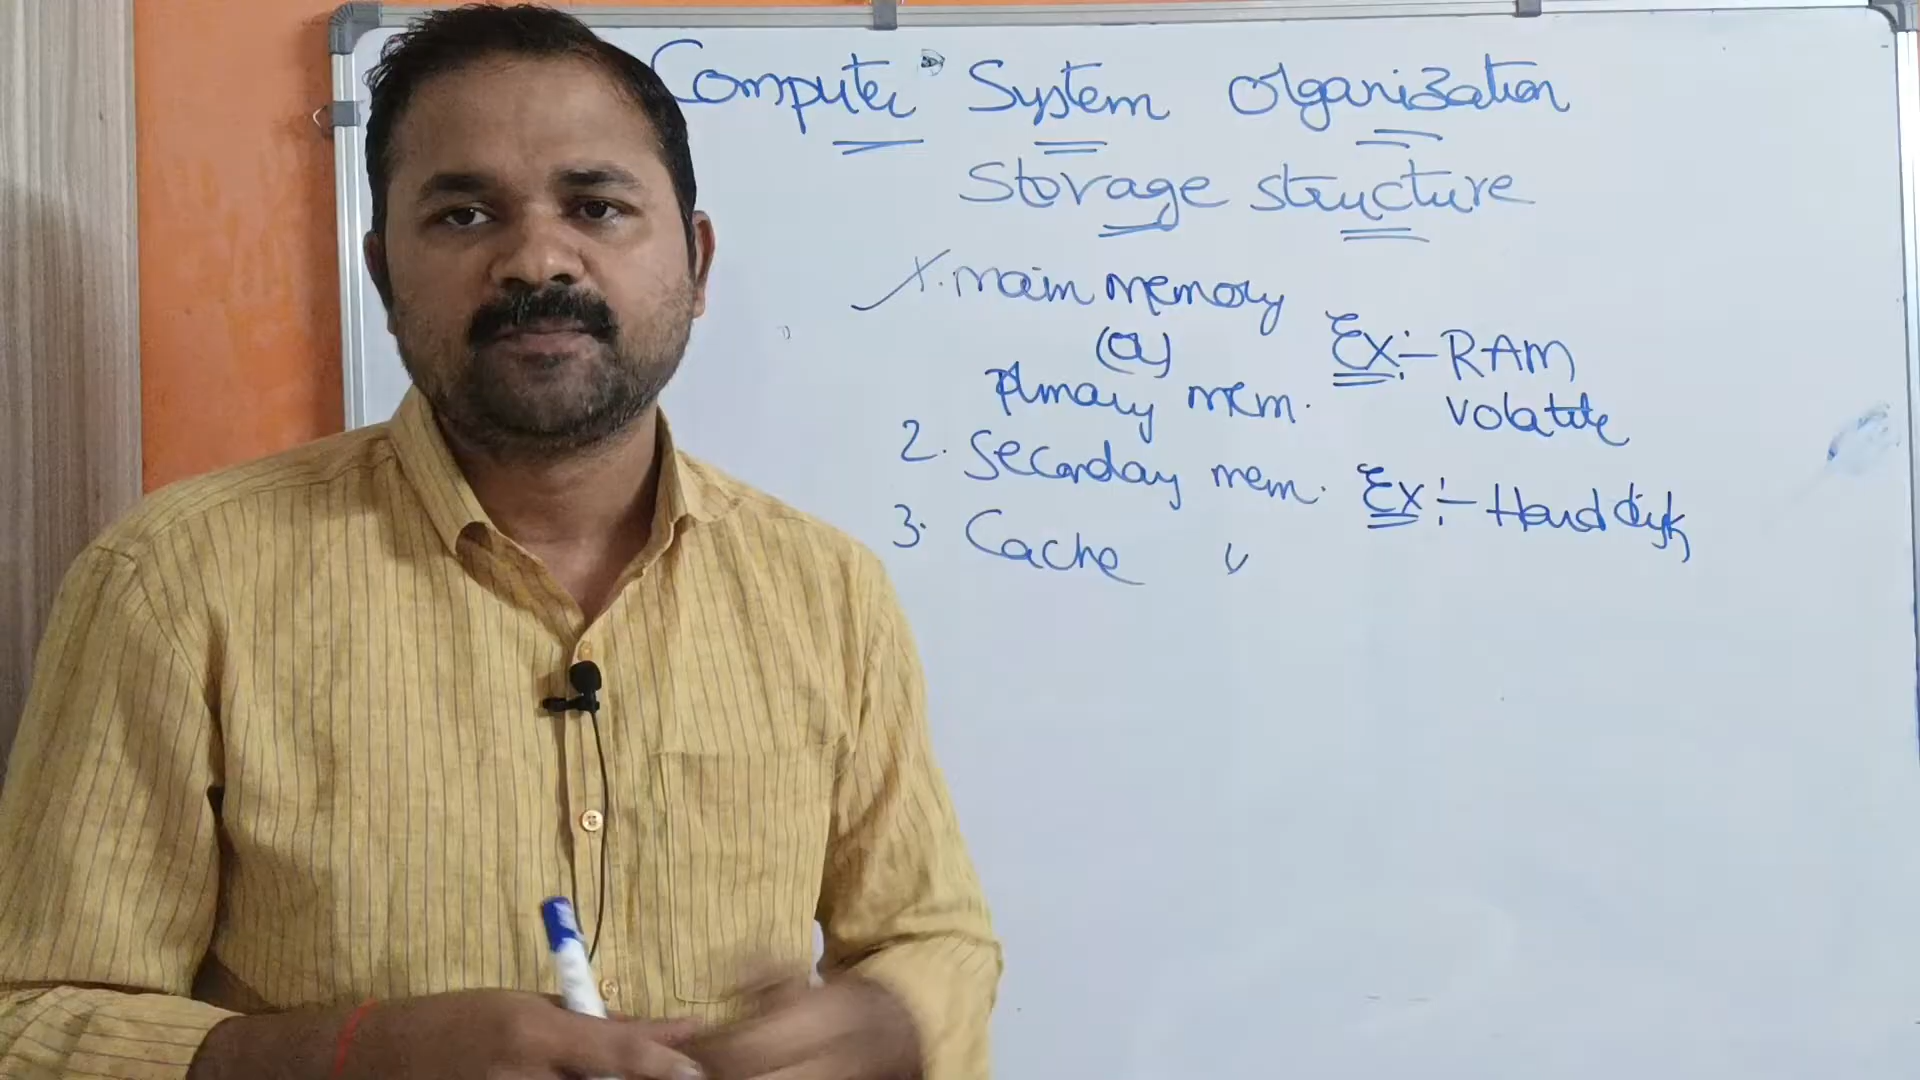 Computer System Organization
Storage structure
1. main memory
(or)
primary mem.
Ex:- RAM
volatile
2. Secondary mem. Ex:- Hard disk
3. Cache